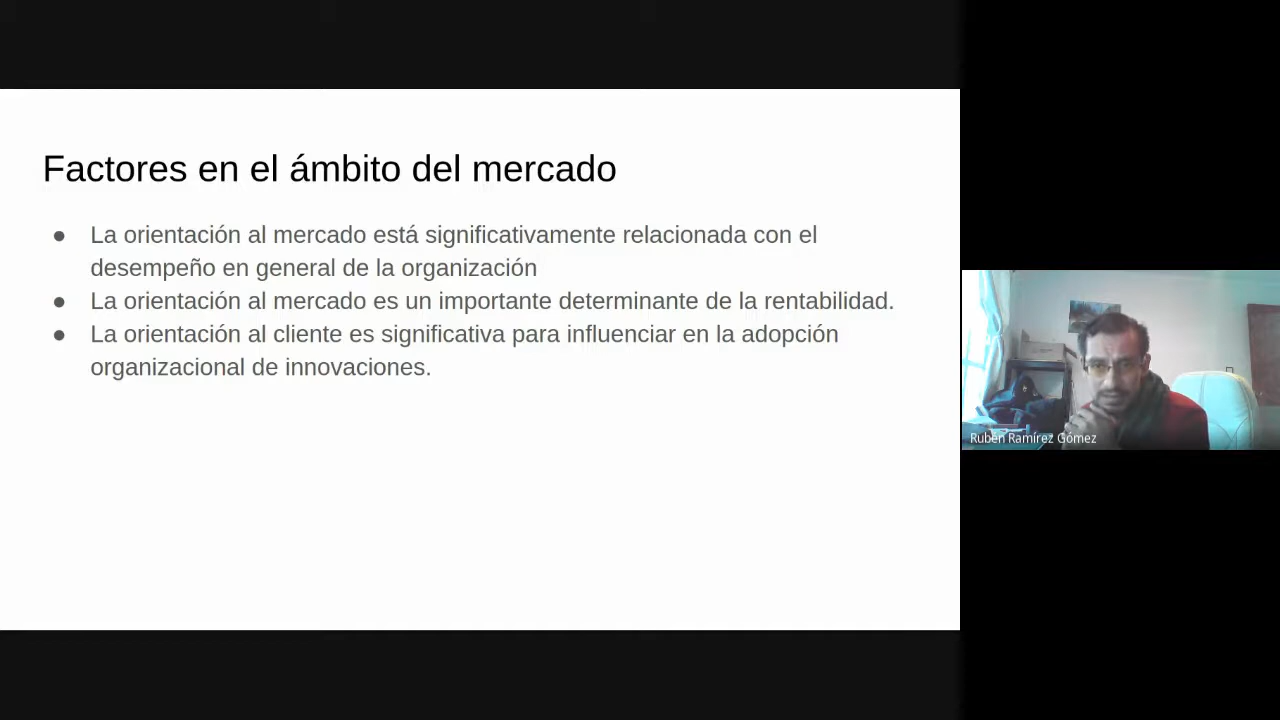 Factores en el ámbito del mercado
● La orientación al mercado está significativamente relacionada con el
desempeño en general de la organización
● La orientación al mercado es un importante determinante de la rentabilidad.
● La orientación al cliente es significativa para influenciar en la adopción
organizacional de innovaciones.
Rubén Ramírez Gómez